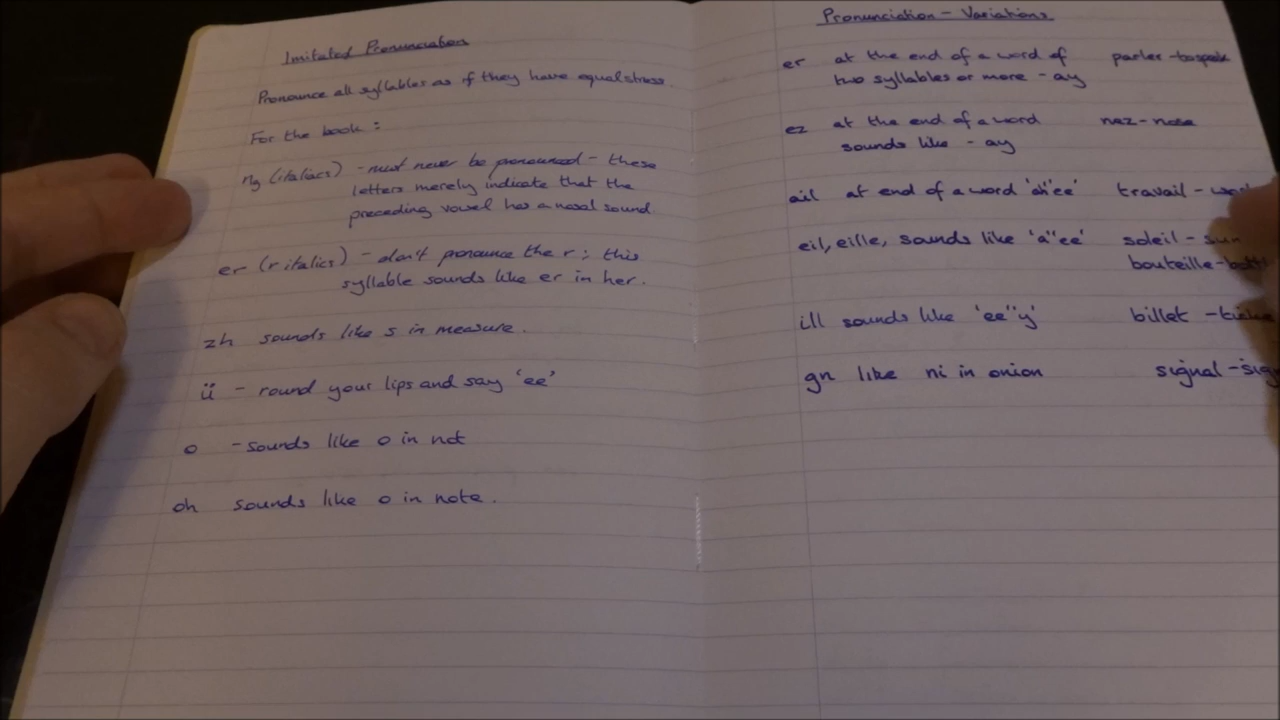 Imitated Pronunciation
Pronounce all syllables as if they have equal stress.
For the book:
ng (italics) - must never be pronounced - these
letters merely indicate that the
preceding vowel has a nasal sound
er (r italics) - don't pronounce the r; this
syllable sounds like er in her.
zh sounds like s in measure.
ü - round your lips and say 'ee'
o - sounds like o in not
oh sounds like o in note.
Pronunciation - Variations
er at the end of a word of parler - to speak
two syllables or more - ay
ez at the end of a word nez - nose
sounds like - ay
ail at end of a word 'ah'ee' travail -
eil, eille, sounds like 'a''ee' soleil - sun
bouteille -
ill sounds like 'ee''y' billet -
gn like ni in onion signal -